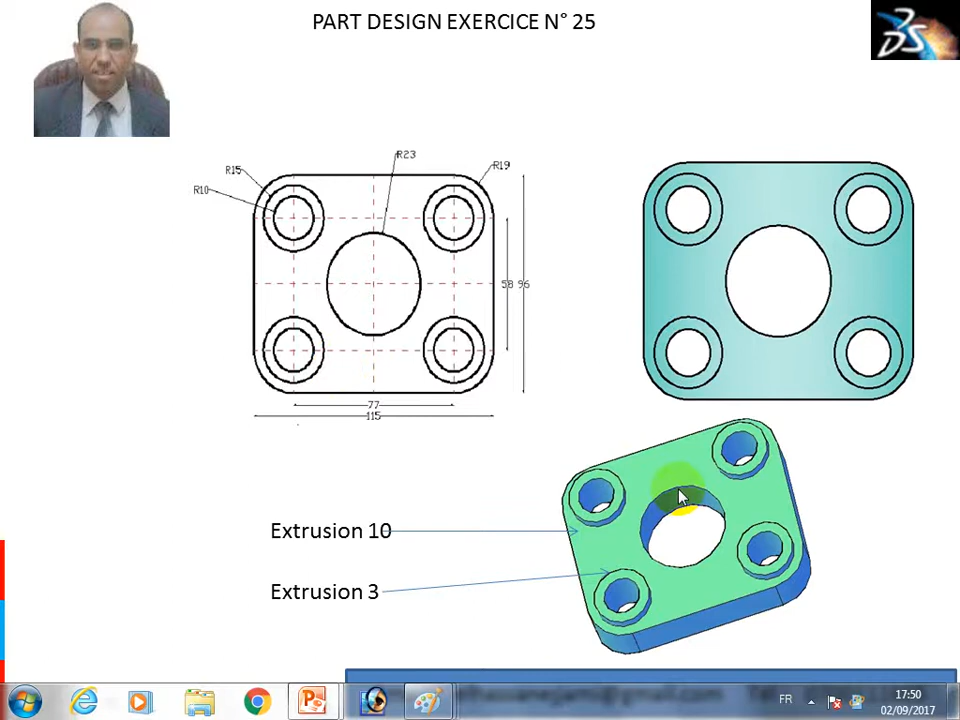 PART DESIGN EXERCICE N° 25
R23
R19
R15
R10
58 96
77
115
Extrusion 10
Extrusion 3
FR
17:50
02/09/2017